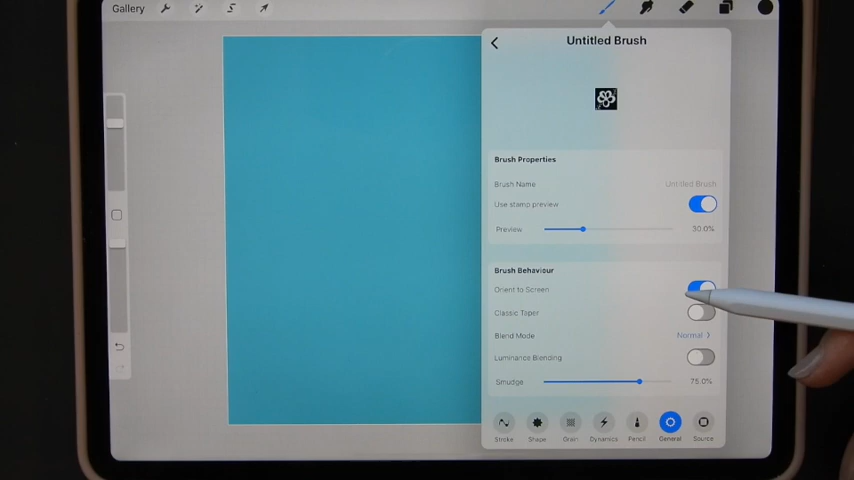 Gallery
Untitled Brush
Brush Properties
Brush Name Untitled Brush
Use stamp preview
Preview 30.0%
Brush Behaviour
Orient to Screen
Classic Taper
Blend Mode Normal
Luminance Blending
Smudge 75.0%
Stroke Shape Grain Dynamics Pencil General Source